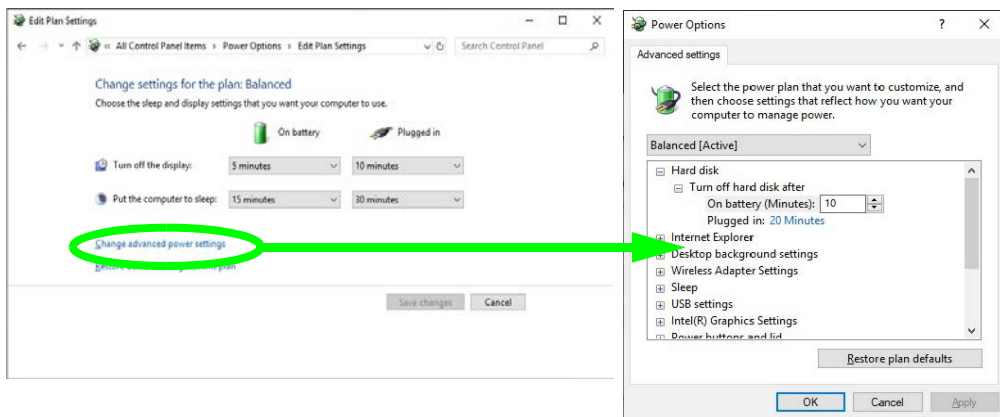 Edit Plan Settings
« All Control Panel Items › Power Options › Edit Plan Settings
Search Control Panel
Change settings for the plan: Balanced
Choose the sleep and display settings that you want your computer to use.
On battery
Plugged in
Turn off the display:
5 minutes
10 minutes
Put the computer to sleep:
15 minutes
30 minutes
Change advanced power settings
plan
Save changes
Cancel
Power Options
?
Advanced settings
Select the power plan that you want to customize, and
then choose settings that reflect how you want your
computer to manage power.
Balanced [Active]
Hard disk
Turn off hard disk after
On battery (Minutes): 10
Plugged in: 20 Minutes
Internet Explorer
Desktop background settings
Wireless Adapter Settings
Sleep
USB settings
Intel(R) Graphics Settings
Power buttons and lid
Restore plan defaults
OK
Cancel
Apply